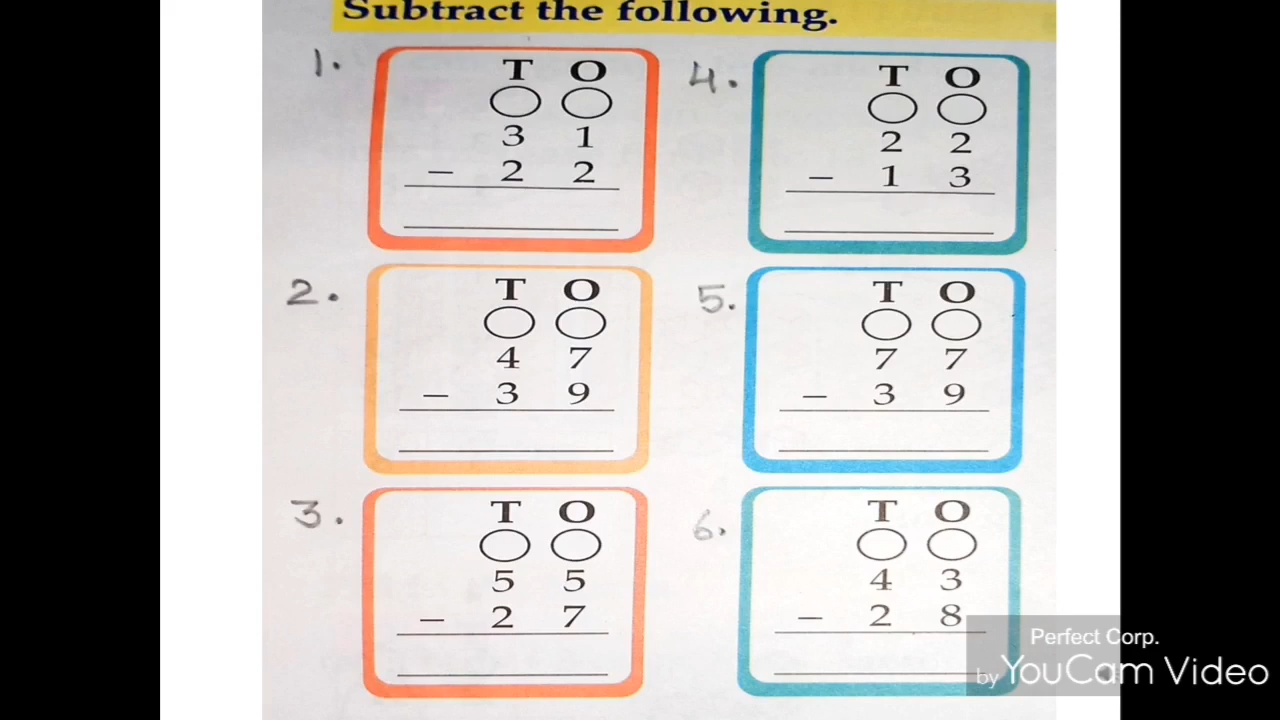 Subtract the following.
1.
T O
3 1
− 2 2
4.
T O
2 2
− 1 3
2.
T O
4 7
− 3 9
5.
T O
7 7
− 3 9
3.
T O
5 5
− 2 7
6.
T O
4 3
− 2 8
Perfect Corp.
by YouCam Video